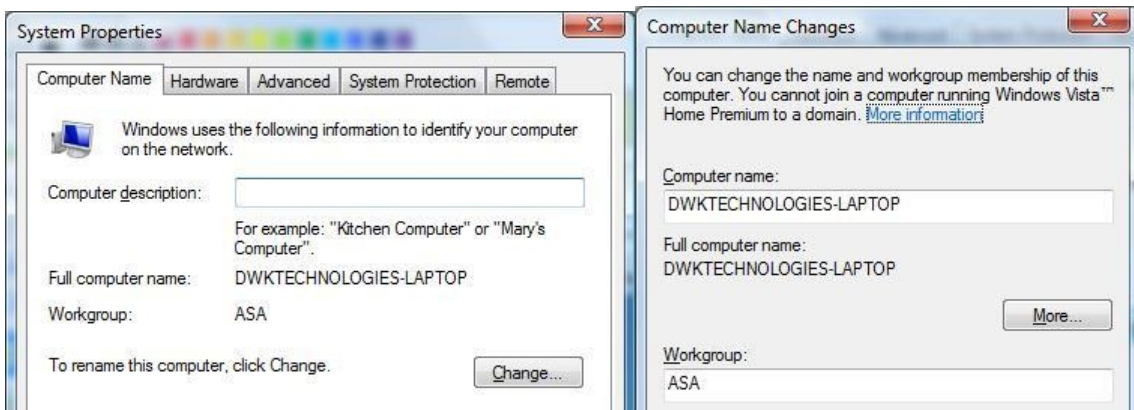 System Properties
Computer Name Hardware Advanced System Protection Remote
Windows uses the following information to identify your computer
on the network.
Computer description:
For example: "Kitchen Computer" or "Mary's
Computer".
Full computer name: DWKTECHNOLOGIES-LAPTOP
Workgroup: ASA
To rename this computer, click Change.
Change...
Computer Name Changes
You can change the name and workgroup membership of this
computer. You cannot join a computer running Windows Vista™
Home Premium to a domain. More information
Computer name:
DWKTECHNOLOGIES-LAPTOP
Full computer name:
DWKTECHNOLOGIES-LAPTOP
More...
Workgroup:
ASA